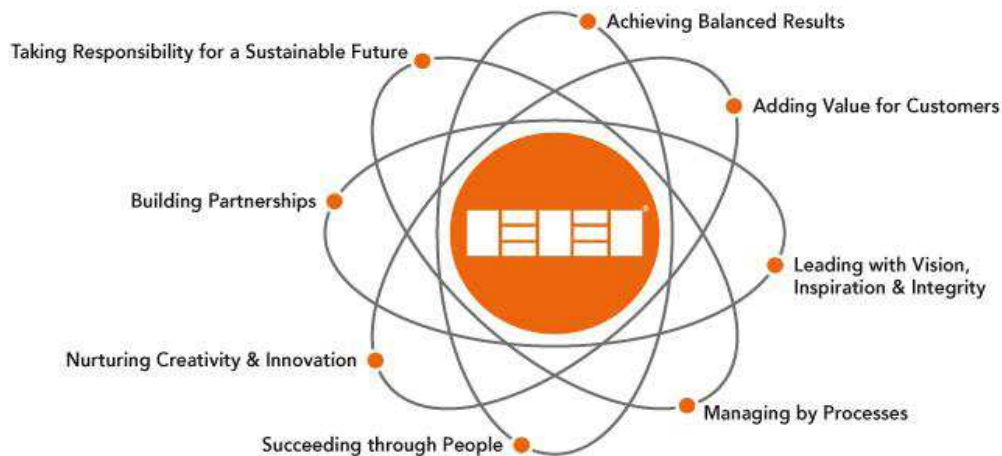 Achieving Balanced Results
Taking Responsibility for a Sustainable Future
Adding Value for Customers
Building Partnerships
Leading with Vision,
Inspiration & Integrity
Nurturing Creativity & Innovation
Managing by Processes
Succeeding through People